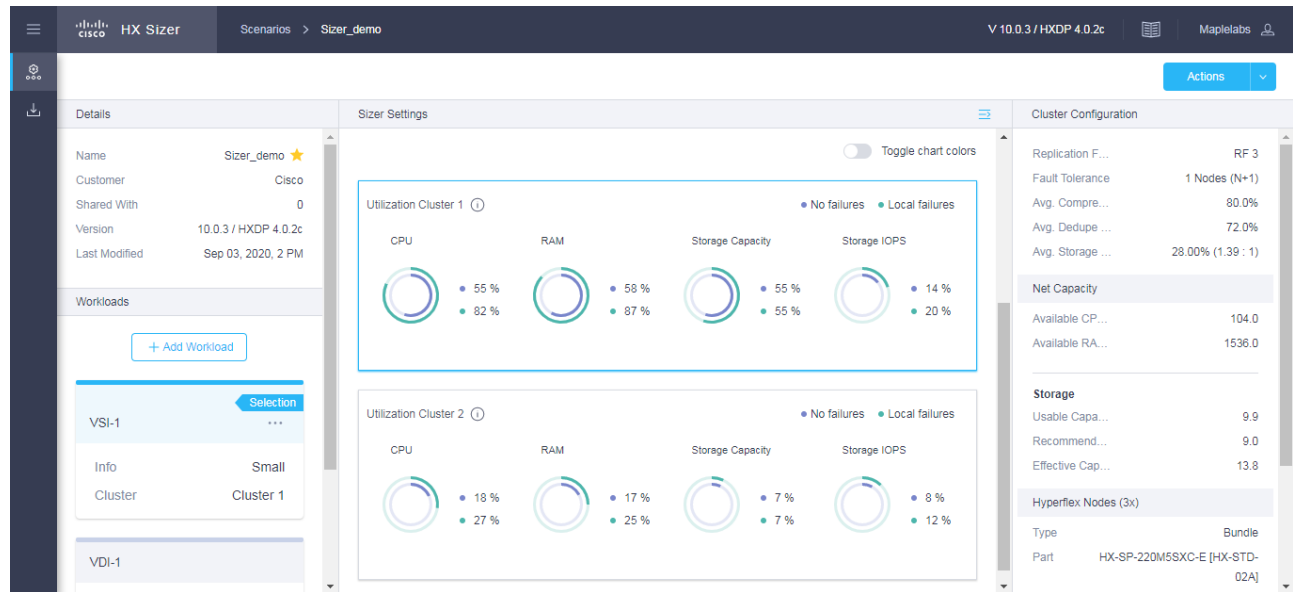 cisco HX Sizer Scenarios > Sizer_demo V 10.0.3 / HXDP 4.0.2c Maplelabs
Actions
Details
Name Sizer_demo
Customer Cisco
Shared With 0
Version 10.0.3 / HXDP 4.0.2c
Last Modified Sep 03, 2020, 2 PM
Workloads
+ Add Workload
Selection
VSI-1 ...
Info Small
Cluster Cluster 1
VDI-1
Sizer Settings
Toggle chart colors
Utilization Cluster 1 i No failures Local failures
CPU RAM Storage Capacity Storage IOPS
55 % 58 % 55 % 14 %
82 % 87 % 55 % 20 %
Utilization Cluster 2 i No failures Local failures
CPU RAM Storage Capacity Storage IOPS
18 % 17 % 7 % 8 %
27 % 25 % 7 % 12 %
Cluster Configuration
Replication F... RF 3
Fault Tolerance 1 Nodes (N+1)
Avg. Compre... 80.0%
Avg. Dedupe ... 72.0%
Avg. Storage ... 28.00% (1.39 : 1)
Net Capacity
Available CP... 104.0
Available RA... 1536.0
Storage
Usable Capa... 9.9
Recommend... 9.0
Effective Cap... 13.8
Hyperflex Nodes (3x)
Type Bundle
Part HX-SP-220M5SXC-E [HX-STD-
02A]